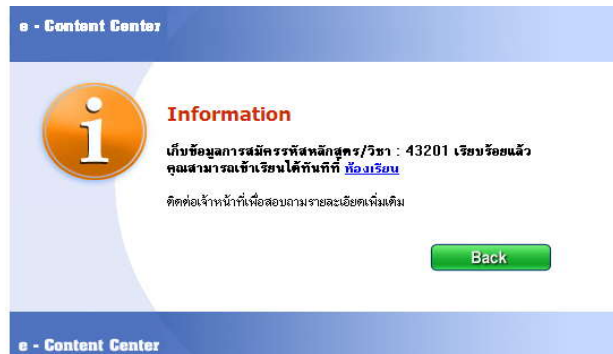 e - Content Center
Information
เก็บข้อมูลการสมัครรหัสหลักสูตร/วิชา : 43201 เรียบร้อยแล้ว
คุณสามารถเข้าเรียนได้ทันทีที่ ห้องเรียน
ติดต่อเจ้าหน้าที่เพื่อสอบถามรายละเอียดเพิ่มเติม
Back
e - Content Center